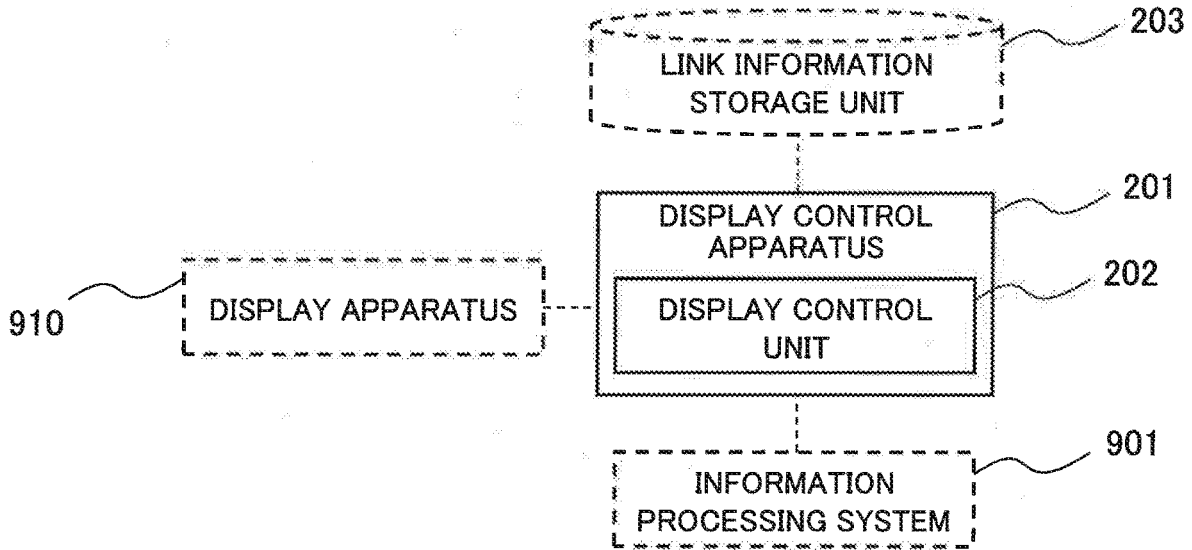 203
LINK INFORMATION
STORAGE UNIT
201
DISPLAY CONTROL
APPARATUS
202
910
DISPLAY APPARATUS
DISPLAY CONTROL
UNIT
901
INFORMATION
PROCESSING SYSTEM